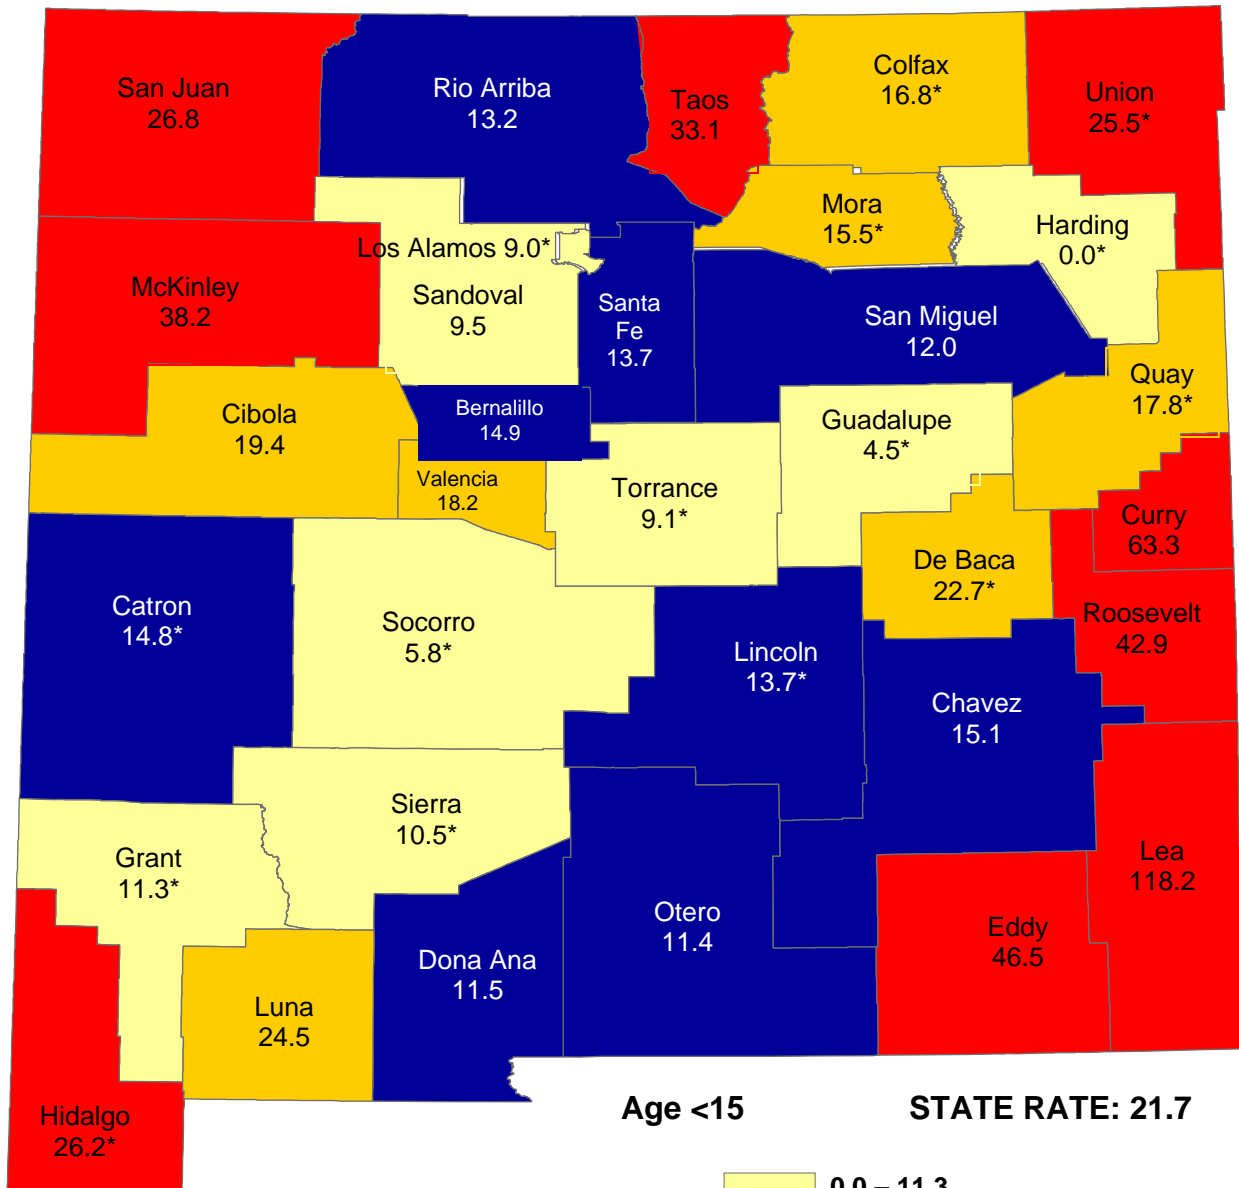 San Juan
26.8
Rio Arriba
13.2
Taos
33.1
Colfax
16.8*
Union
25.5*
Mora
15.5*
Harding
0.0*
Los Alamos 9.0*
McKinley
38.2
Sandoval
9.5
Santa
Fe
13.7
San Miguel
12.0
Quay
17.8*
Cibola
19.4
Bernalillo
14.9
Guadalupe
4.5*
Valencia
18.2
Torrance
9.1*
Curry
63.3
De Baca
22.7*
Catron
14.8*
Socorro
5.8*
Roosevelt
42.9
Lincoln
13.7*
Chavez
15.1
Sierra
10.5*
Grant
11.3*
Lea
118.2
Otero
11.4
Eddy
46.5
Dona Ana
11.5
Luna
24.5
Hidalgo
26.2*
Age <15
STATE RATE: 21.7
0.0 – 11.3